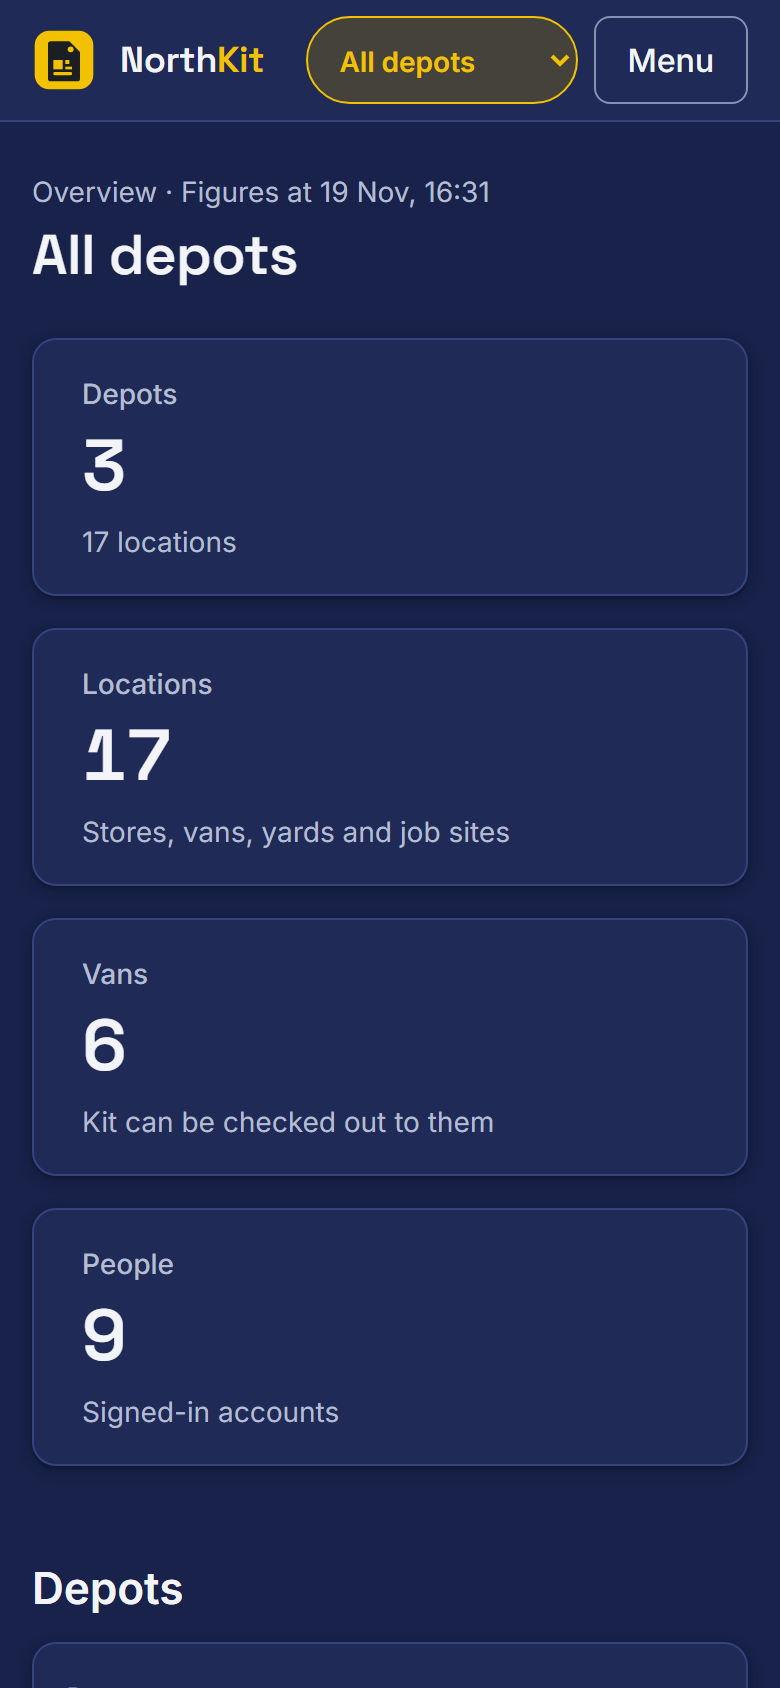 NorthKit
All depots
Menu
Overview · Figures at 19 Nov, 16:31
All depots
Depots
3
17 locations
Locations
17
Stores, vans, yards and job sites
Vans
6
Kit can be checked out to them
People
9
Signed-in accounts
Depots